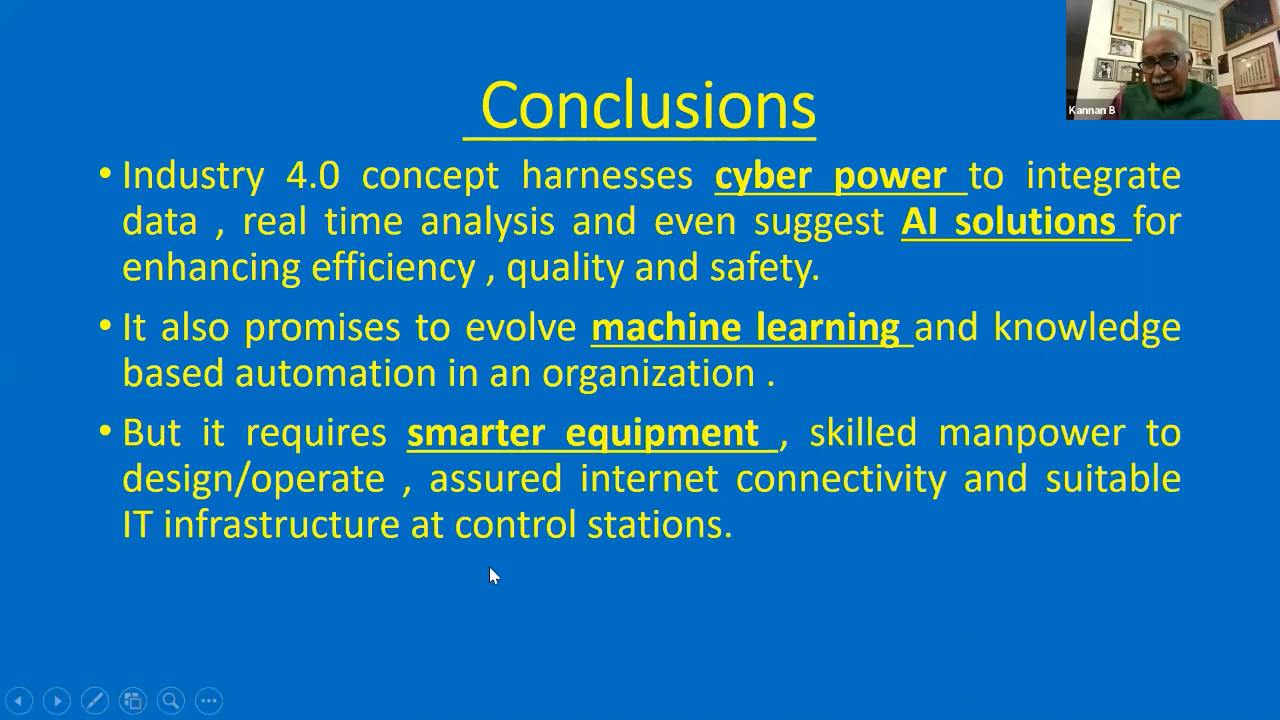 Conclusions
Kannan B
• Industry 4.0 concept harnesses cyber power to integrate
data , real time analysis and even suggest AI solutions for
enhancing efficiency , quality and safety.
• It also promises to evolve machine learning and knowledge
based automation in an organization .
• But it requires smarter equipment , skilled manpower to
design/operate , assured internet connectivity and suitable
IT infrastructure at control stations.